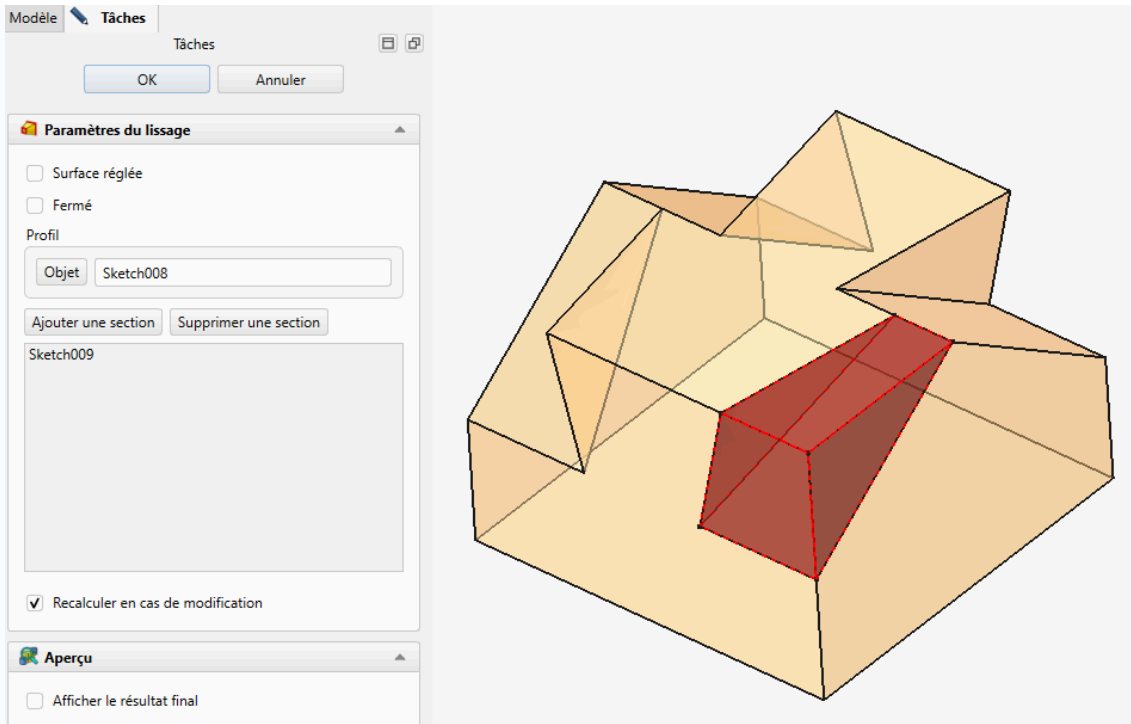 Modèle Tâches
Tâches
OK Annuler
Paramètres du lissage
Surface réglée
Fermé
Profil
Objet Sketch008
Ajouter une section Supprimer une section
Sketch009
Recalculer en cas de modification
Aperçu
Afficher le résultat final